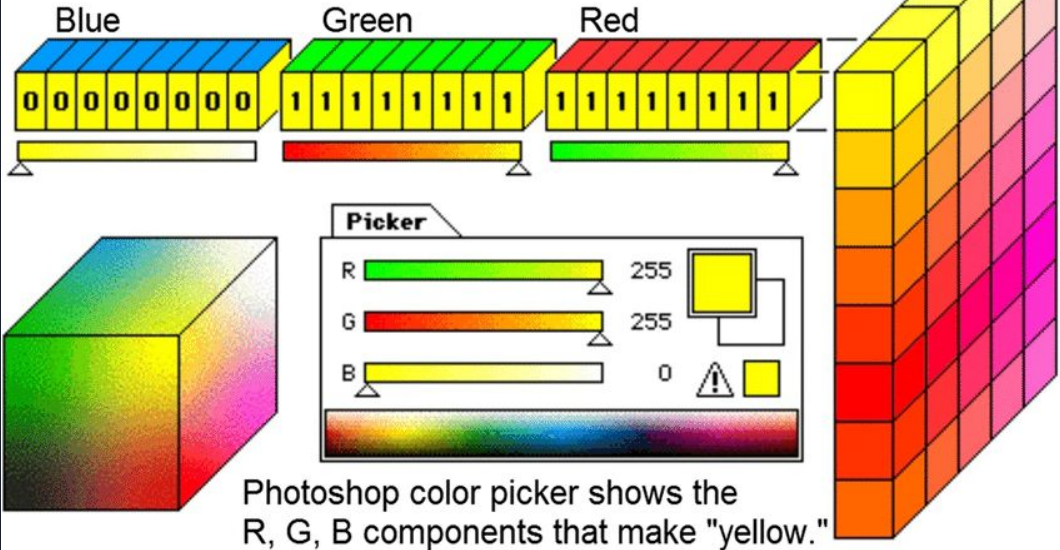 Blue Green Red
0 0 0 0 0 0 0 0 1 1 1 1 1 1 1 1 1 1 1 1 1 1 1 1
Picker
R 255
G 255
B 0
Photoshop color picker shows the
R, G, B components that make "yellow."